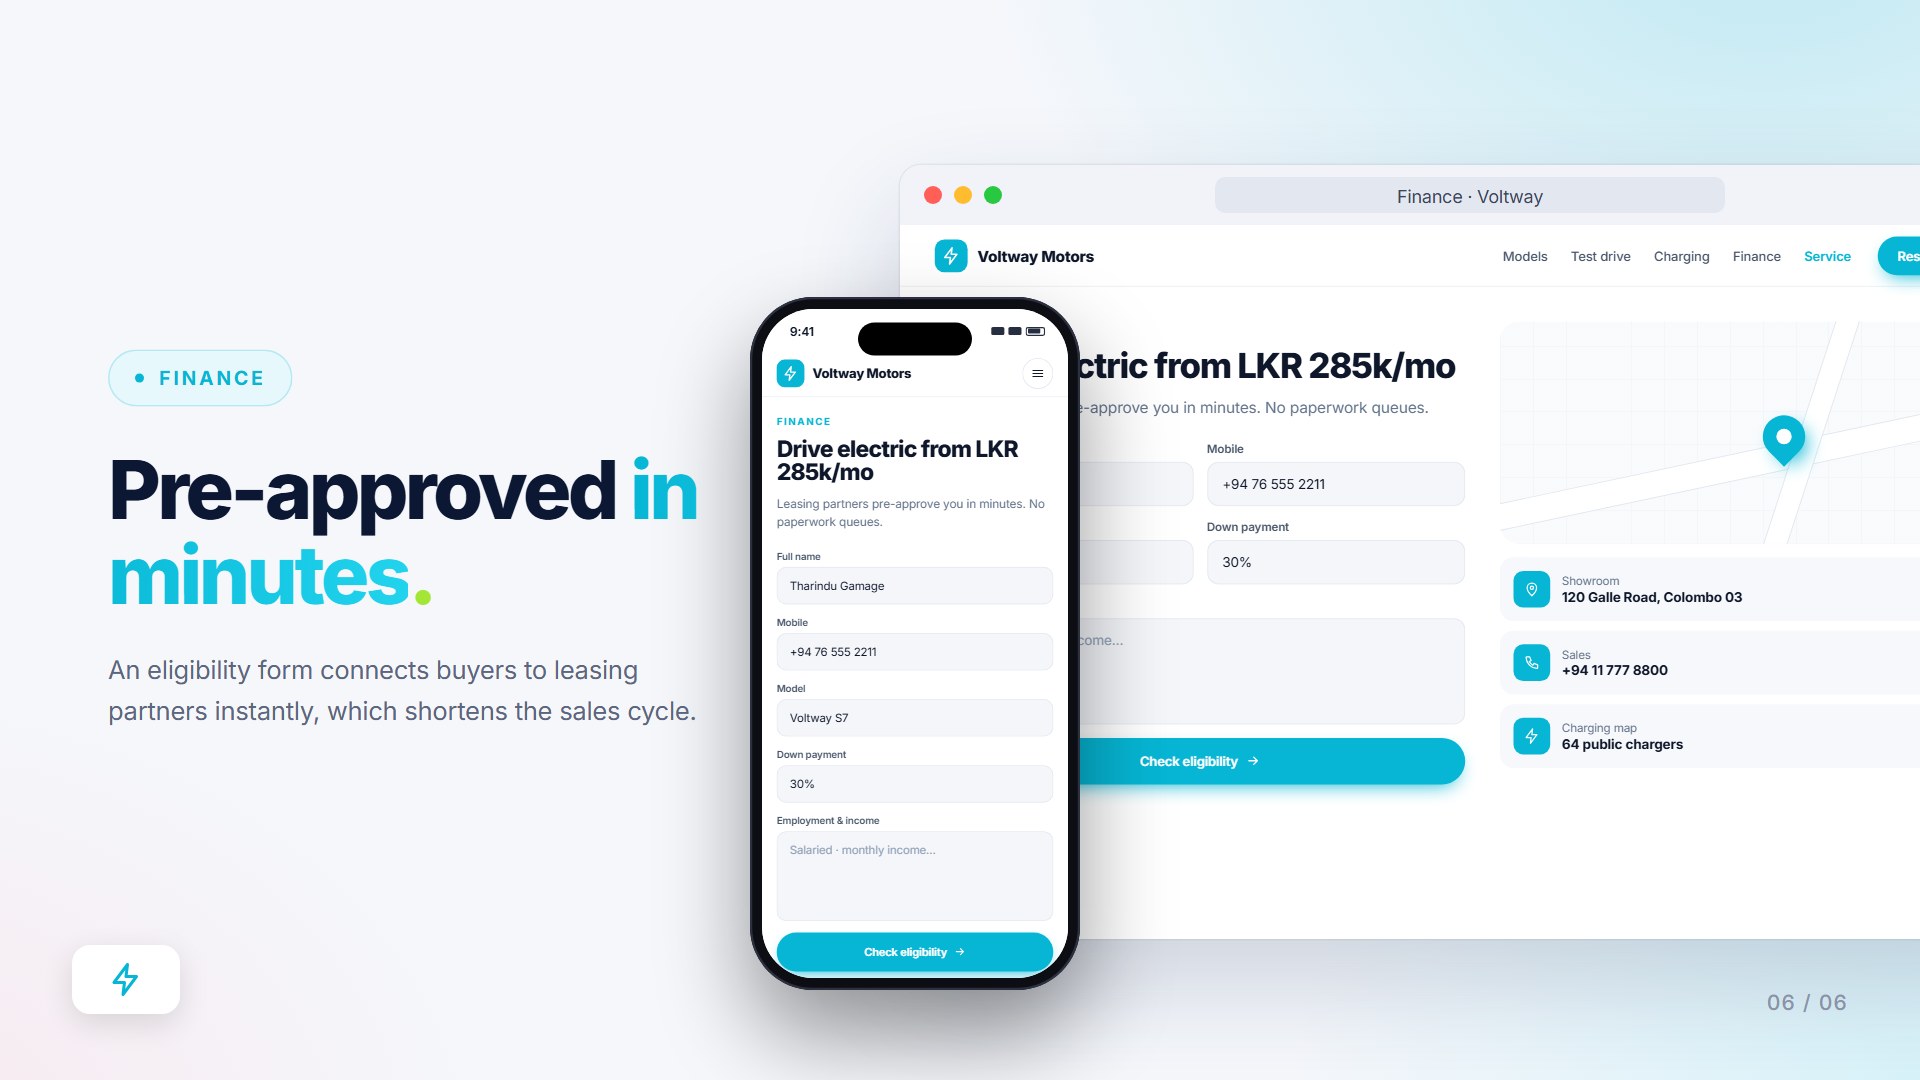 FINANCE
Pre-approved in
minutes.
An eligibility form connects buyers to leasing
partners instantly, which shortens the sales cycle.
9:41
Voltway Motors
FINANCE
Drive electric from LKR
285k/mo
Leasing partners pre-approve you in minutes. No
paperwork queues.
Full name
Tharindu Gamage
Mobile
+94 76 555 2211
Model
Voltway S7
Down payment
30%
Employment & income
Salaried · monthly income...
Check eligibility
Finance · Voltway
Voltway Motors
Models Test drive Charging Finance Service Res
ctric from LKR 285k/mo
e-approve you in minutes. No paperwork queues.
Mobile
+94 76 555 2211
Down payment
30%
come...
Check eligibility
Showroom
120 Galle Road, Colombo 03
Sales
+94 11 777 8800
Charging map
64 public chargers
06 / 06